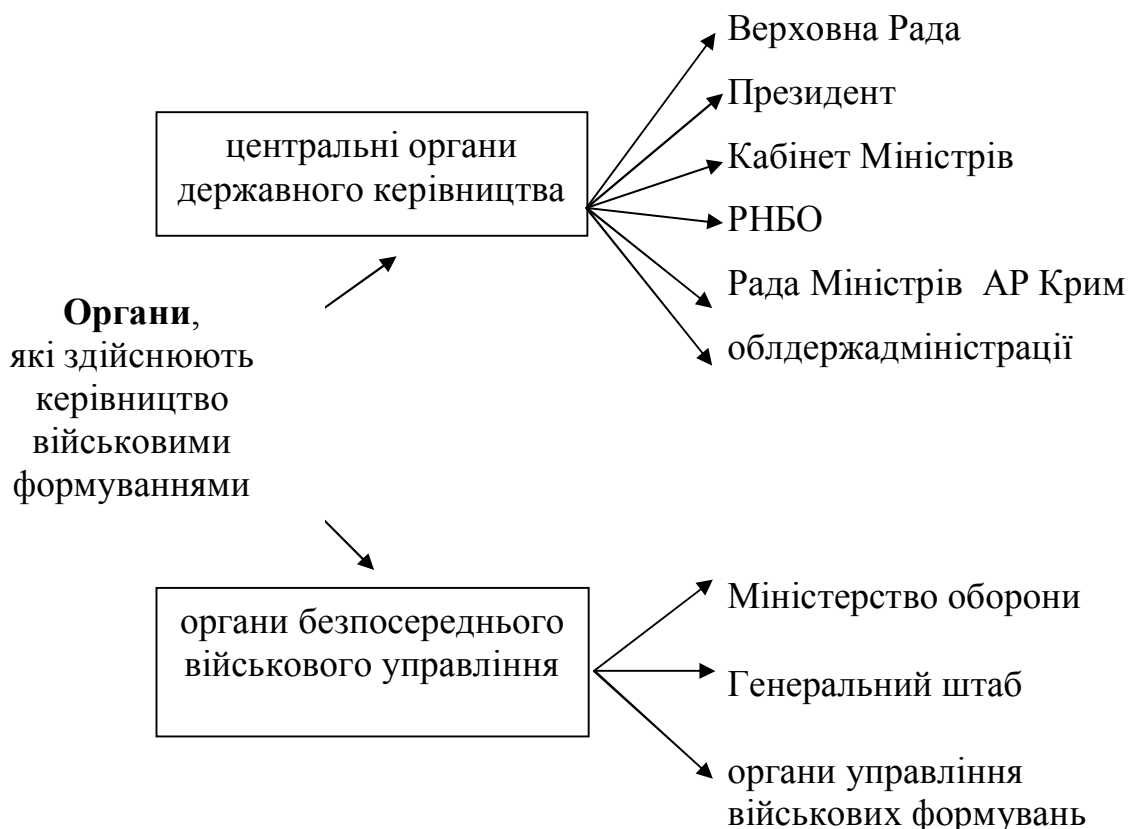 Органи,
які здійснюють
керівництво
військовими
формуваннями
центральні органи
державного керівництва
Верховна Рада
Президент
Кабінет Міністрів
РНБО
Рада Міністрів АР Крим
облдержадміністрації
органи безпосереднього
військового управління
Міністерство оборони
Генеральний штаб
органи управління
військових формувань